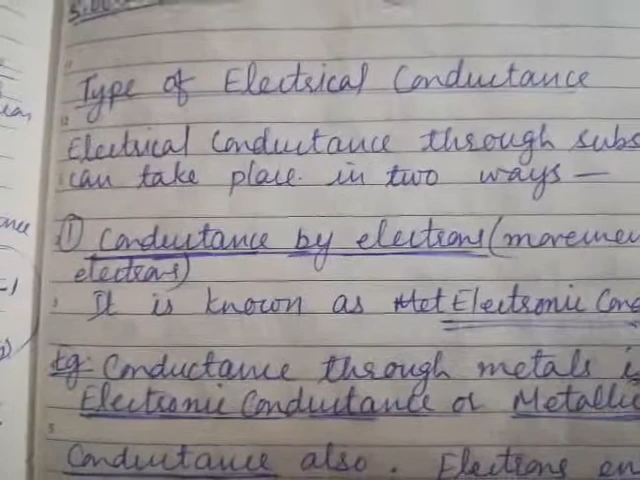 Type of Electrical Conductance
Electrical Conductance through subs
can take place in two ways —
① Conductance by electrons (movemen
electrons)
It is known as Electronic Con
Eg: Conductance through metals is
Electronic Conductance or Metallic
Conductance also. Electrons en